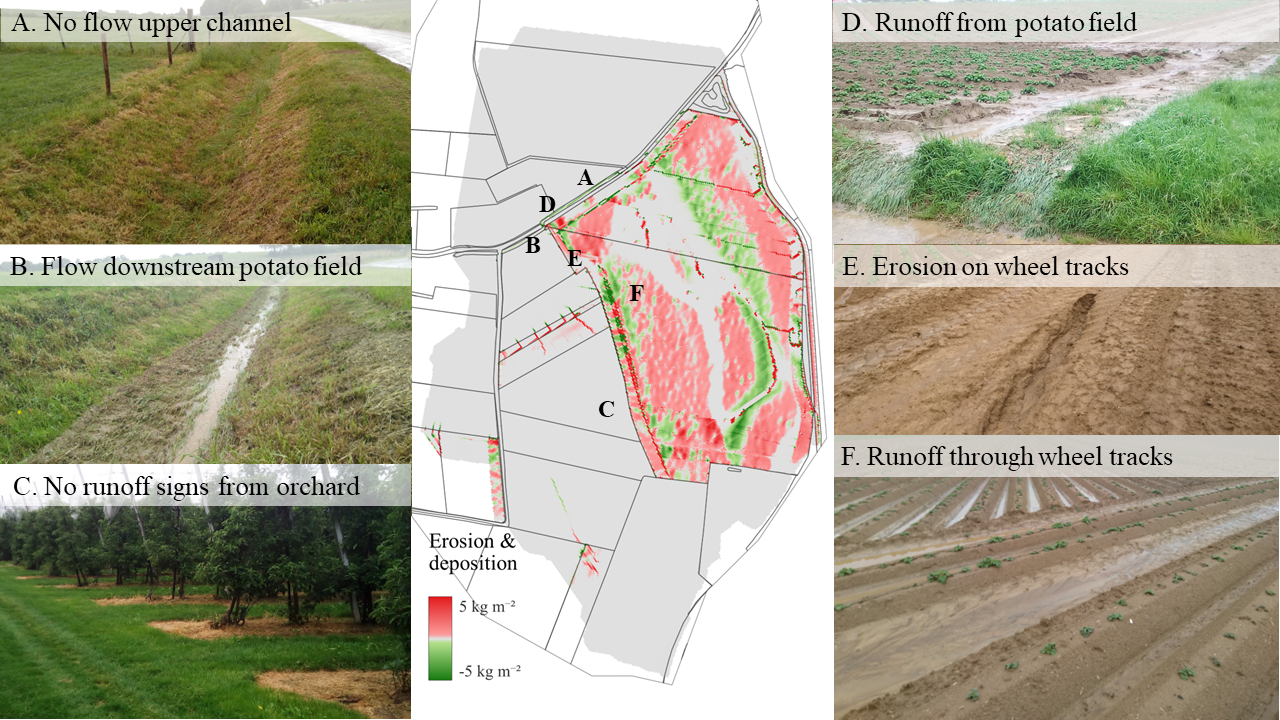 A. No flow upper channel
B. Flow downstream potato field
C. No runoff signs from orchard
A
D
B
E
F
C
Erosion &
deposition
5 kg m⁻²
-5 kg m⁻²
D. Runoff from potato field
E. Erosion on wheel tracks
F. Runoff through wheel tracks